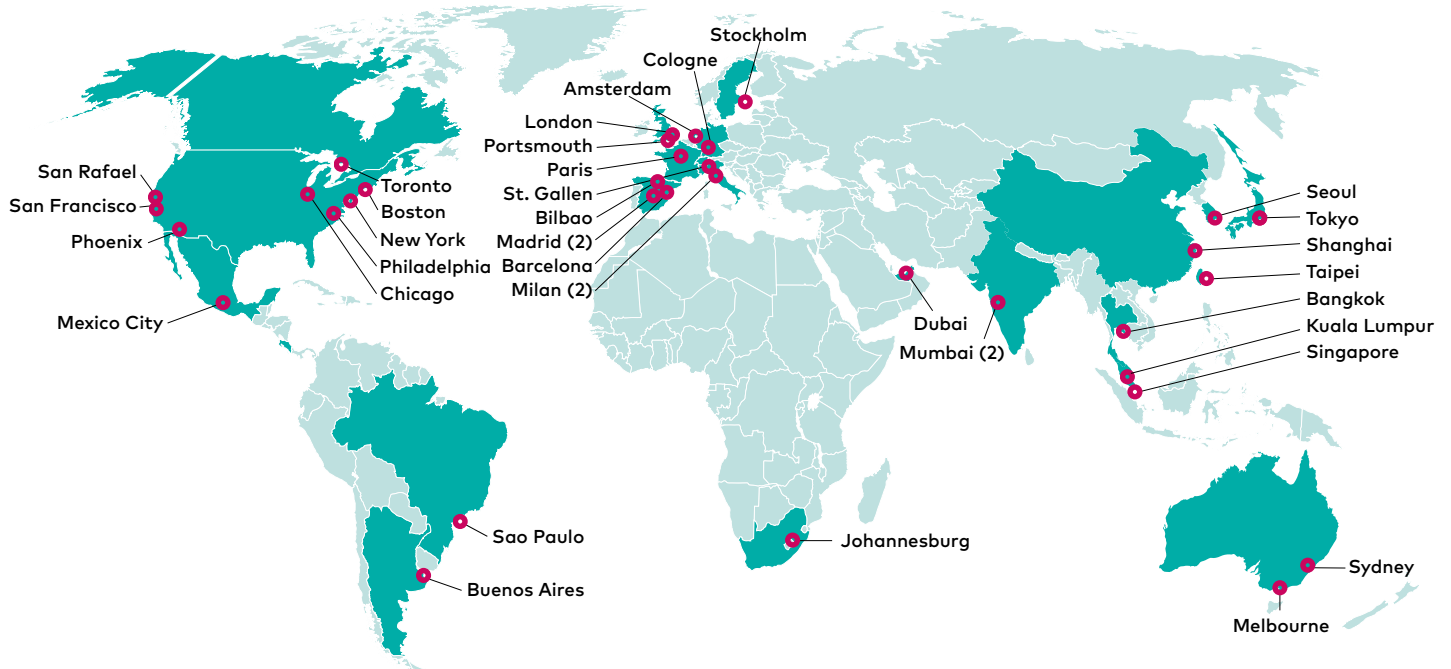 Stockholm
Cologne
Amsterdam
London
Portsmouth
Paris
St. Gallen
Bilbao
Madrid (2)
Barcelona
Milan (2)
San Rafael
San Francisco
Phoenix
Mexico City
Toronto
Boston
New York
Philadelphia
Chicago
Sao Paulo
Buenos Aires
Johannesburg
Dubai
Mumbai (2)
Seoul
Tokyo
Shanghai
Taipei
Bangkok
Kuala Lumpur
Singapore
Sydney
Melbourne